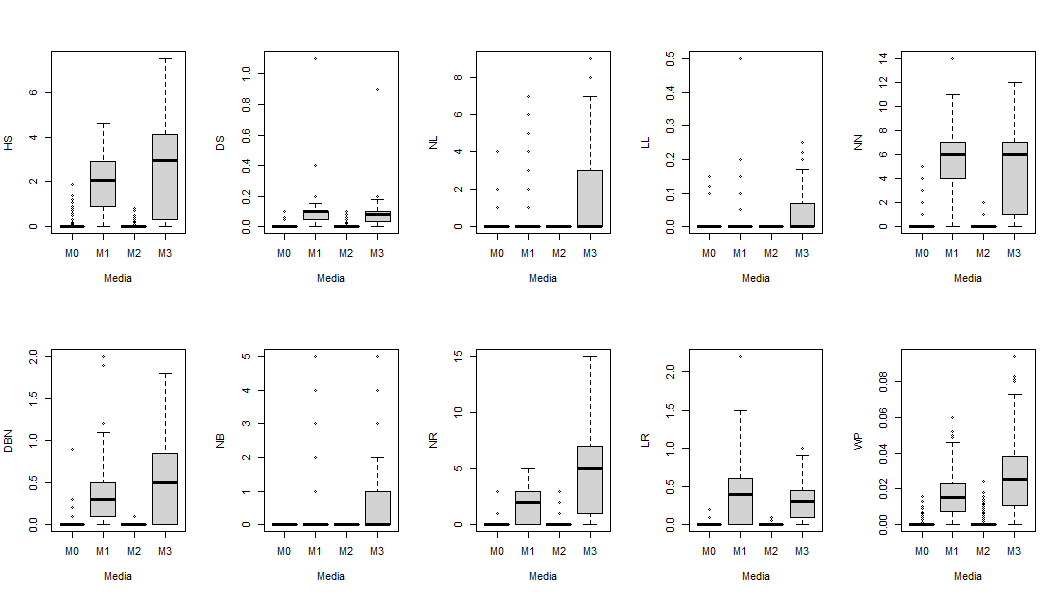 HS
0 2 4 6
M0 M1 M2 M3
Media
DS
0.0 0.2 0.4 0.6 0.8 1.0
M0 M1 M2 M3
Media
NL
0 2 4 6 8
M0 M1 M2 M3
Media
LL
0.0 0.1 0.2 0.3 0.4 0.5
M0 M1 M2 M3
Media
NN
0 2 4 6 8 10 12 14
M0 M1 M2 M3
Media
DBN
0.0 0.5 1.0 1.5 2.0
M0 M1 M2 M3
Media
NB
0 1 2 3 4 5
M0 M1 M2 M3
Media
NR
0 5 10 15
M0 M1 M2 M3
Media
LR
0.0 0.5 1.0 1.5 2.0
M0 M1 M2 M3
Media
WP
0.00 0.02 0.04 0.06 0.08
M0 M1 M2 M3
Media